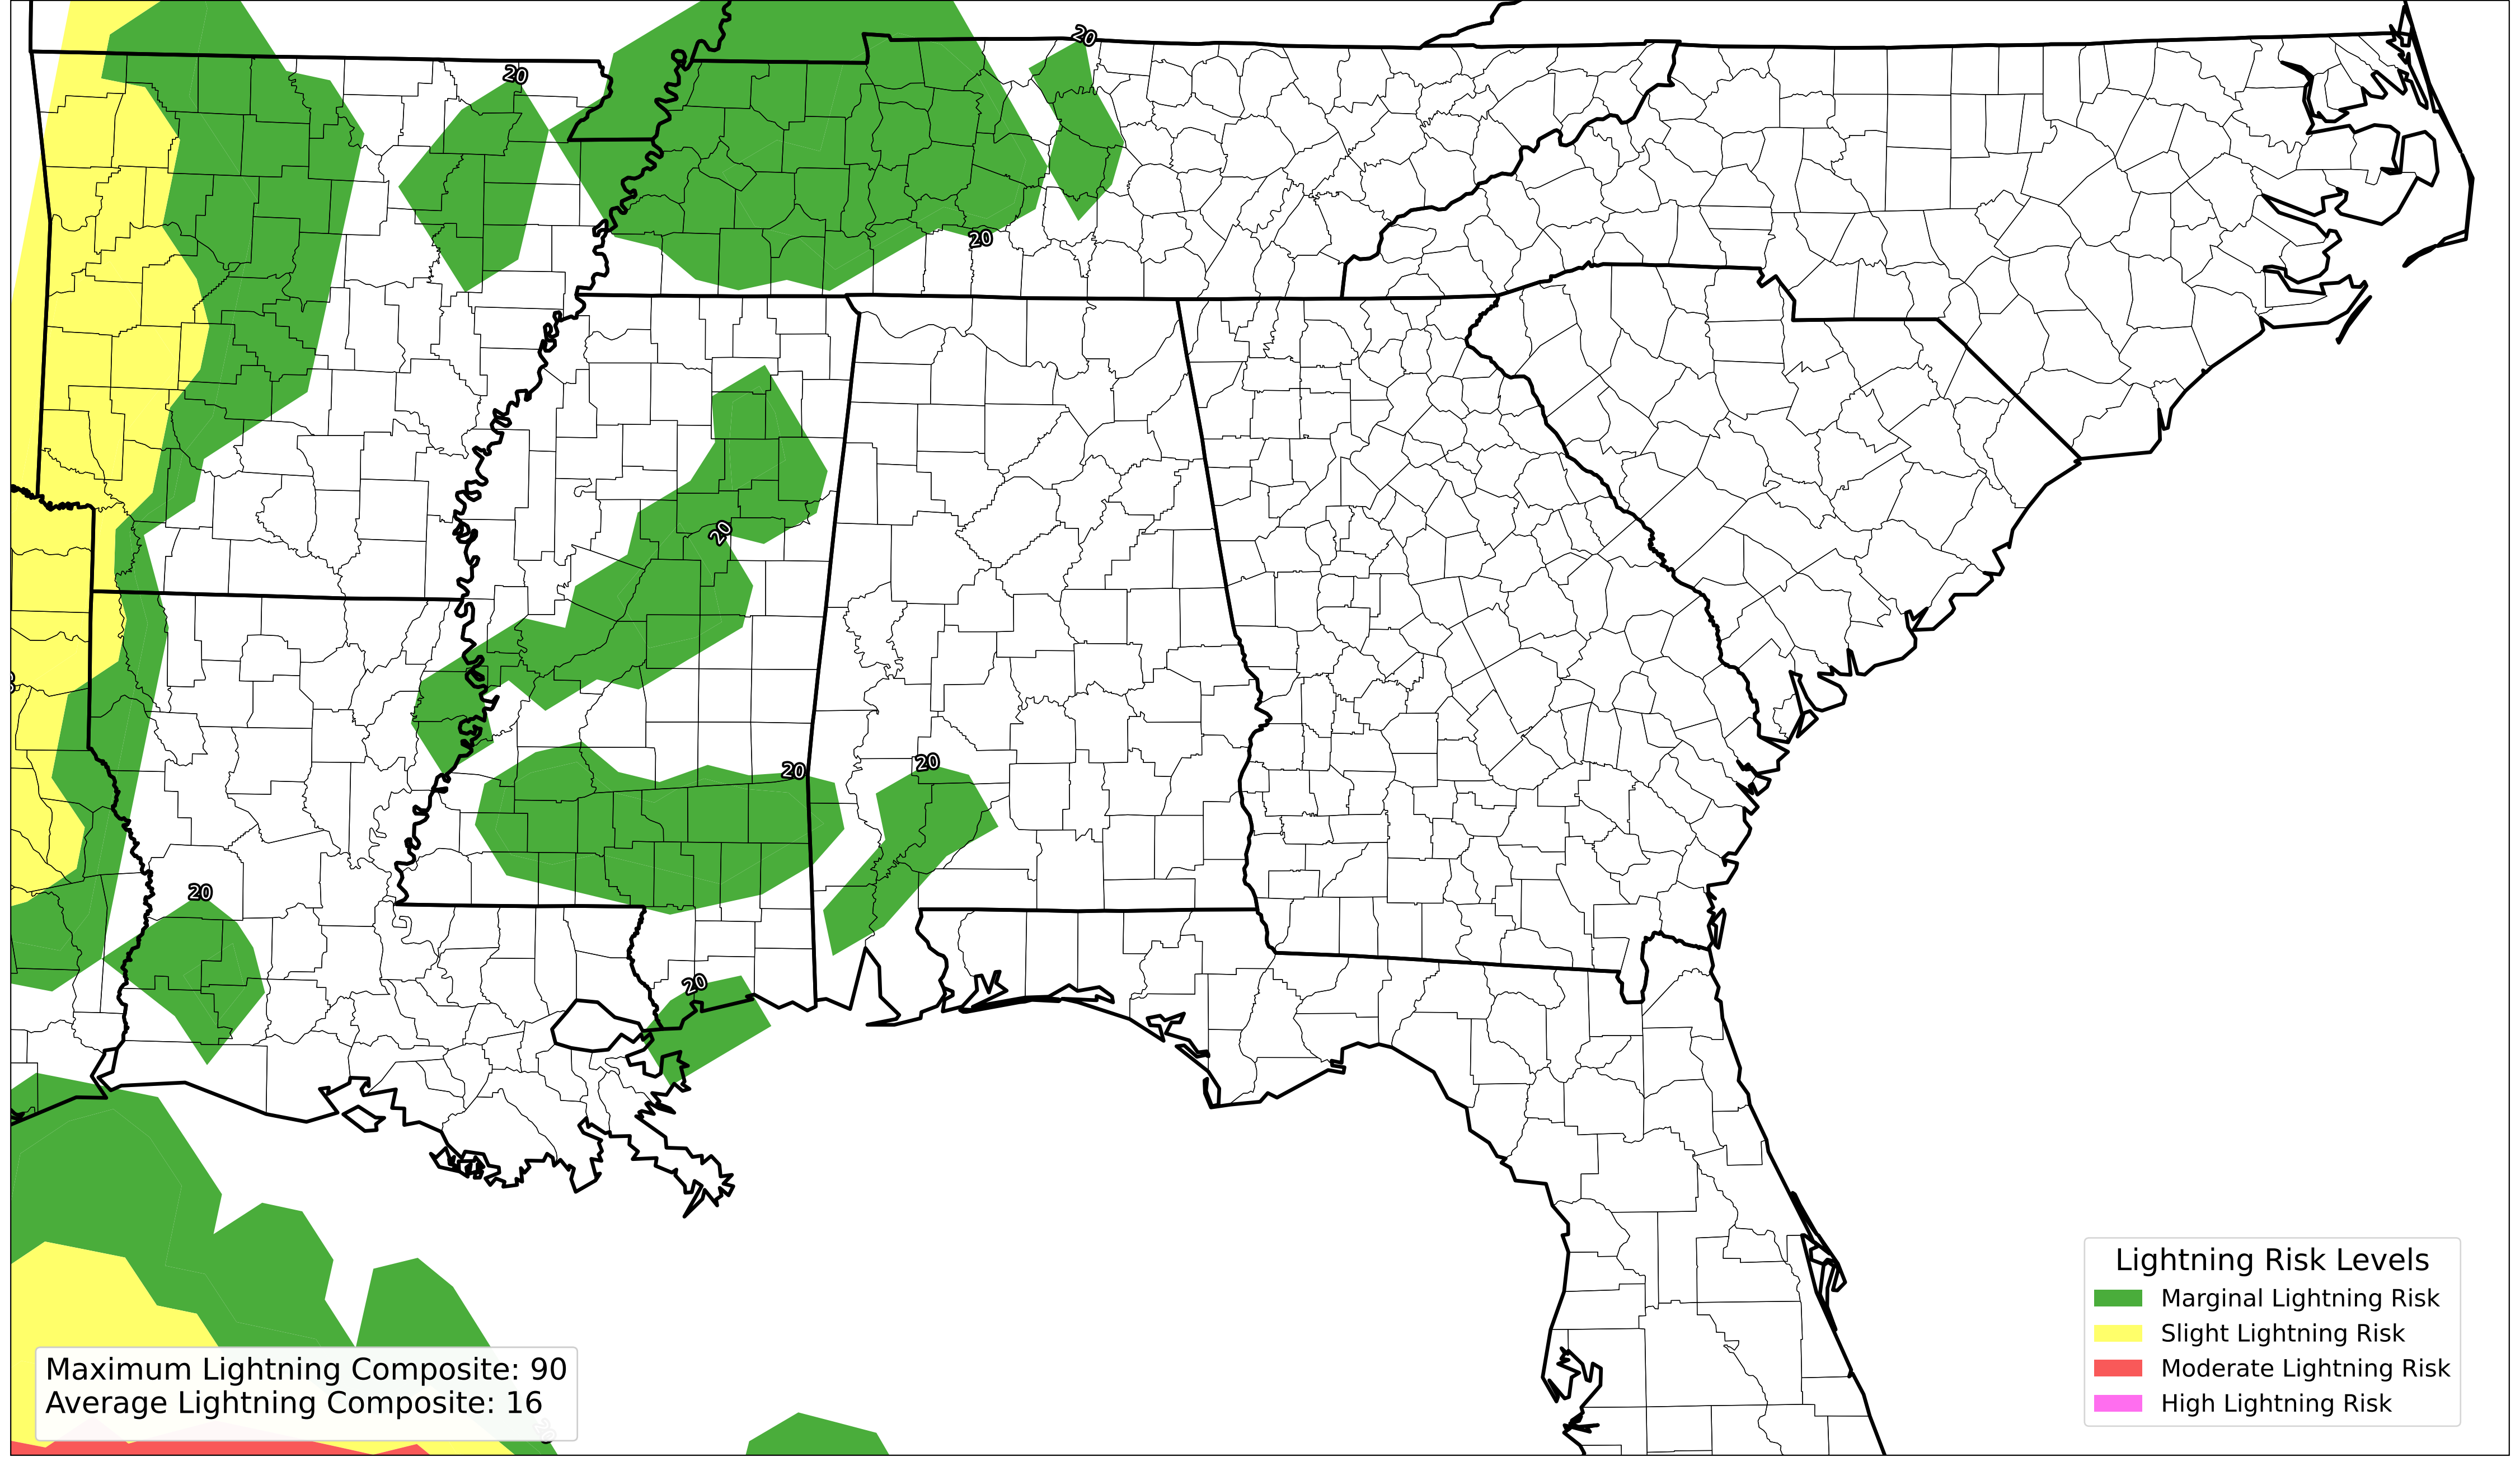 20
20
20
20
20
20
20
20
Lightning Risk Levels
Marginal Lightning Risk
Slight Lightning Risk
Moderate Lightning Risk
High Lightning Risk
Maximum Lightning Composite: 90
Average Lightning Composite: 16